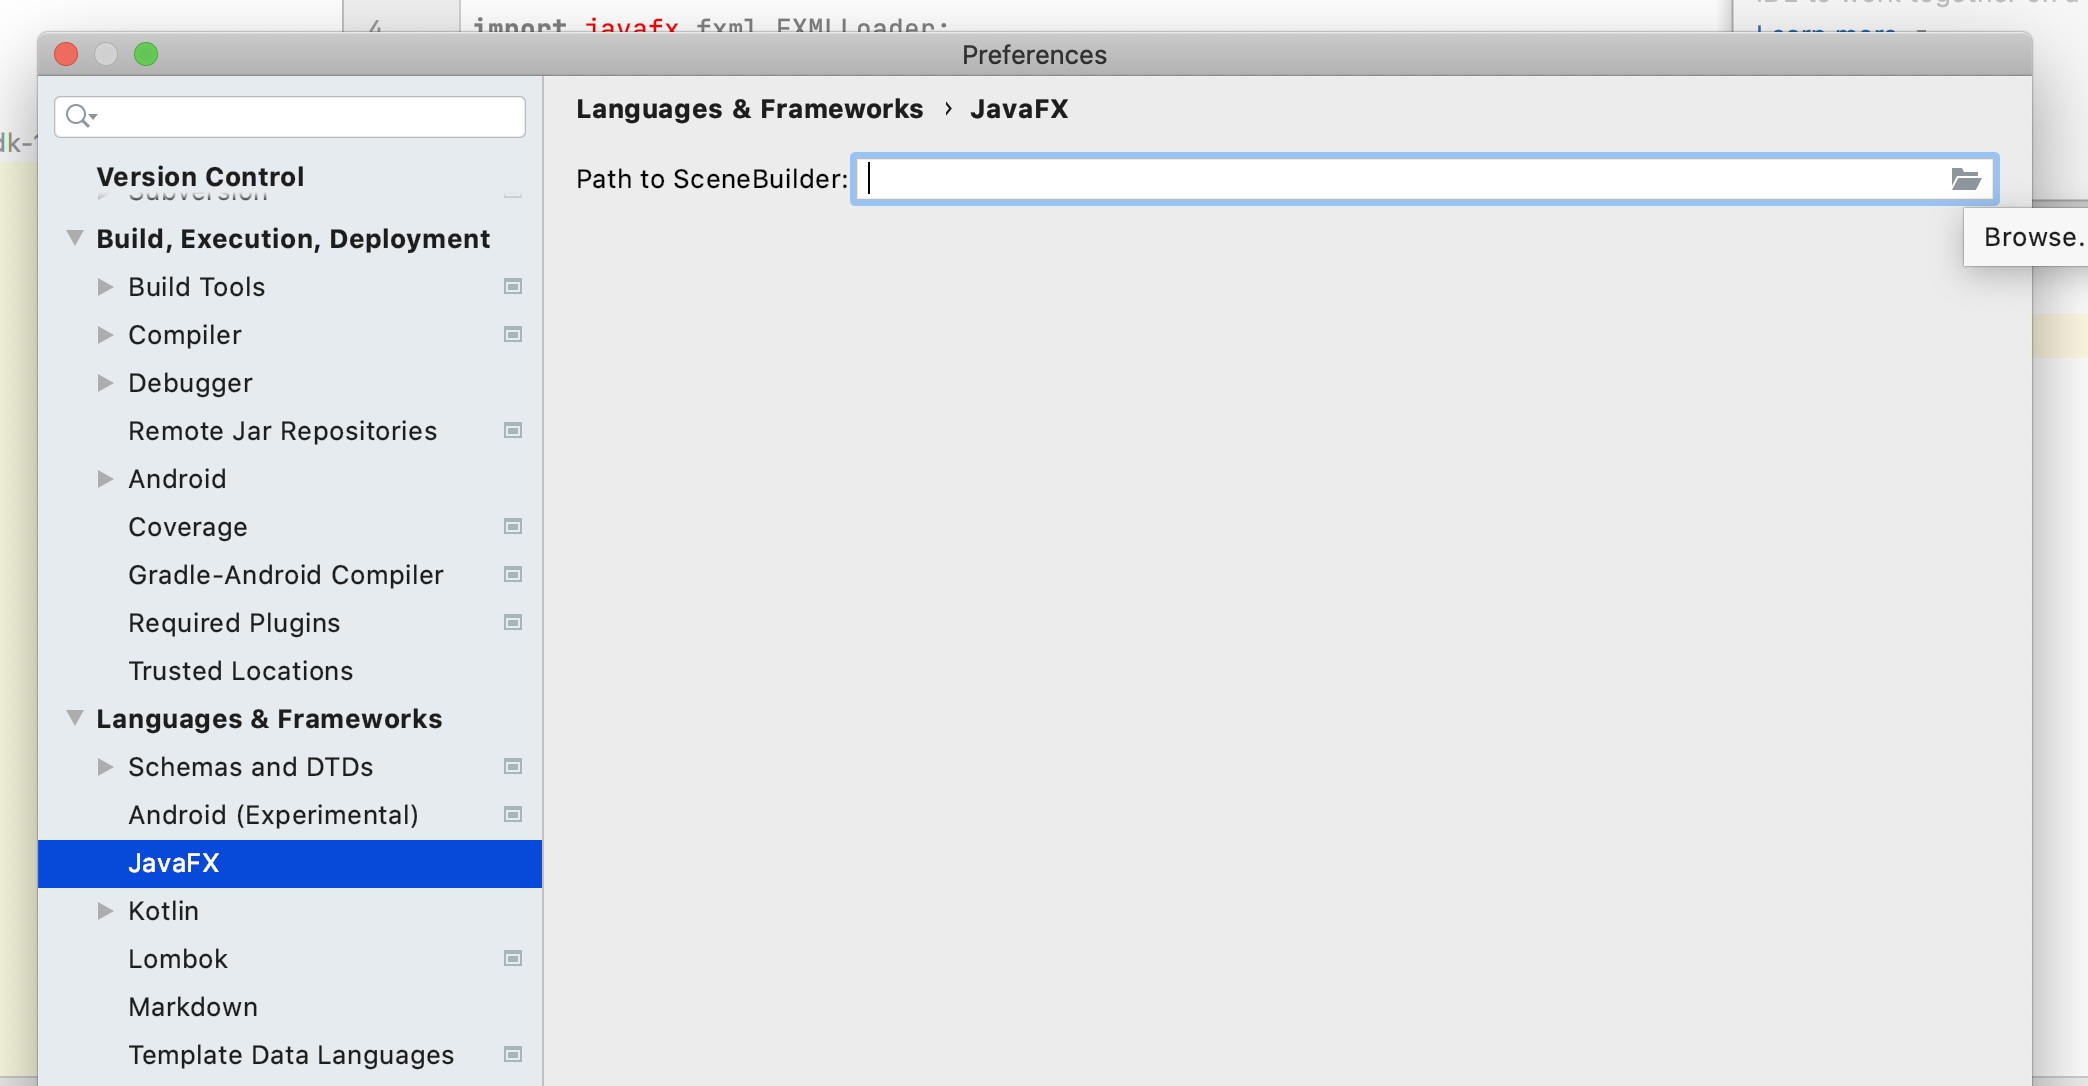 4 import javafx.fxml.FXMLLoader;
Preferences
Languages & Frameworks › JavaFX
Path to SceneBuilder:
Browse.
dk-
Version Control
Subversion
Build, Execution, Deployment
Build Tools
Compiler
Debugger
Remote Jar Repositories
Android
Coverage
Gradle-Android Compiler
Required Plugins
Trusted Locations
Languages & Frameworks
Schemas and DTDs
Android (Experimental)
JavaFX
Kotlin
Lombok
Markdown
Template Data Languages